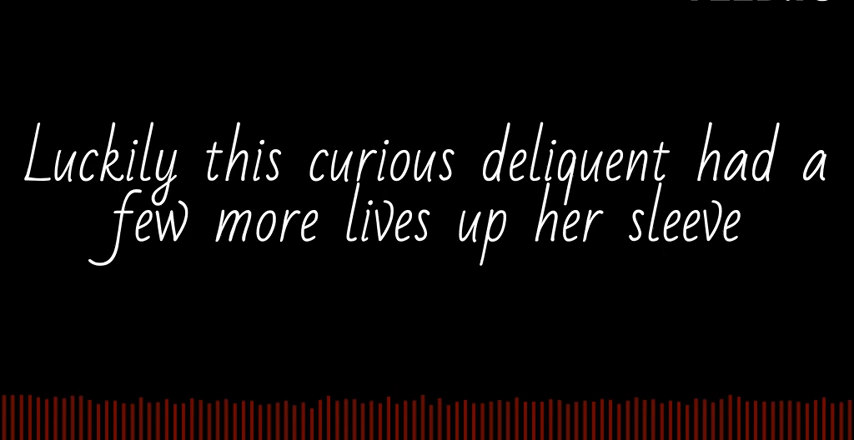 Luckily this curious deliquent had a
few more lives up her sleeve